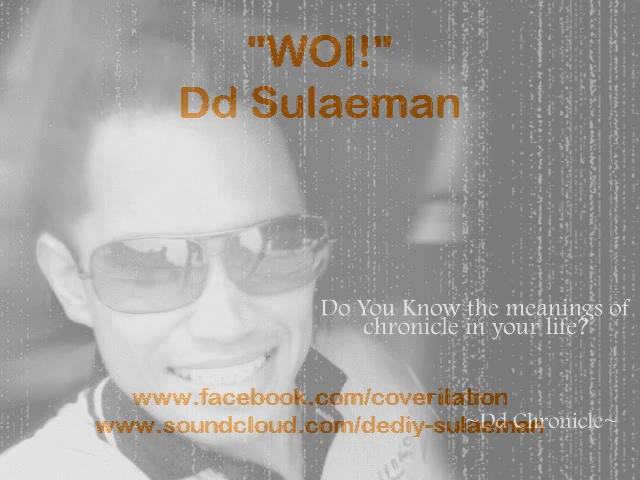 "WOI!"
Dd Sulaeman
Do You Know the meanings of
chronicle in your life?
www.facebook.com/coverilation
www.soundcloud.com/dediy-sulaeman
~Dd Chronicle~